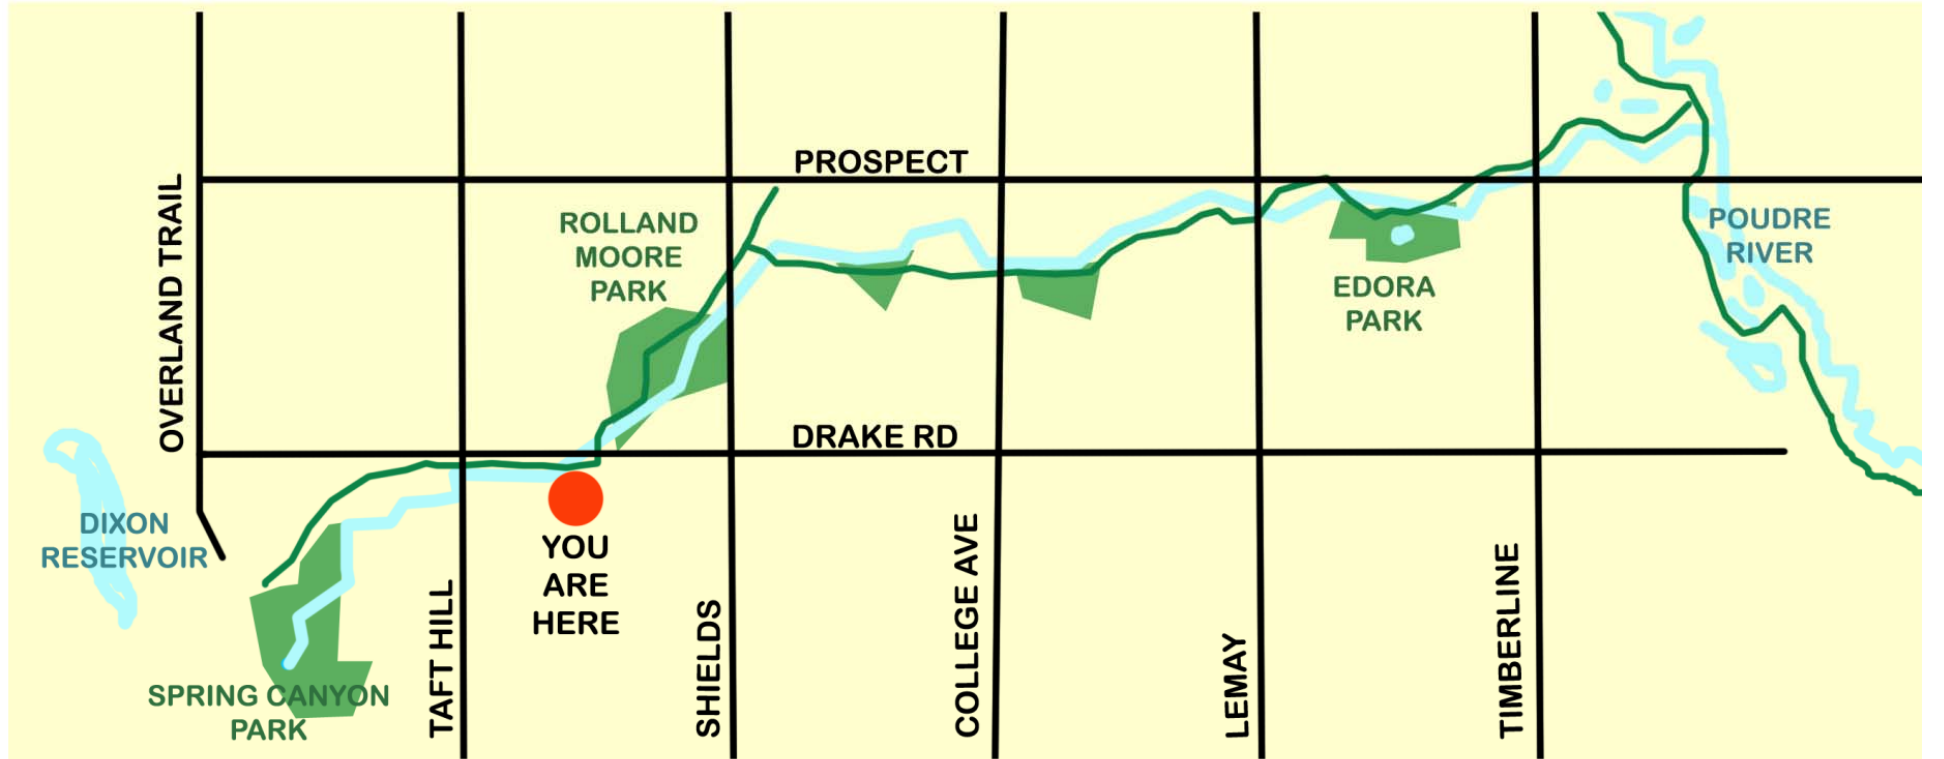 PROSPECT
OVERLAND TRAIL
ROLLAND
MOORE
PARK
POUDRE
RIVER
EDORA
PARK
DRAKE RD
DIXON
RESERVOIR
YOU
ARE
HERE
TAFT HILL
SHIELDS
COLLEGE AVE
LEMAY
TIMBERLINE
SPRING CANYON
PARK